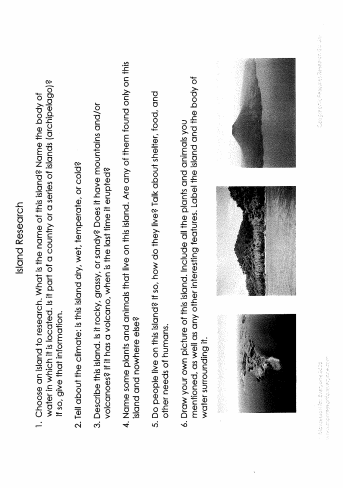 Island Research
1. Choose an island to research. What is the name of this island? Name the body of
water in which it is located. Is it part of a country or a series of islands (archipelago)?
If so, give that information.
2. Tell about the climate: is this island dry, wet, temperate, or cold?
3. Describe this island. Is it rocky, grassy, or sandy? Does it have mountains and/or
volcanoes? If it has a volcano, when is the last time it erupted?
4. Name some plants and animals that live on this island. Are any of them found only on this
island and nowhere else?
5. Do people live on this island? If so, how do they live? Talk about shelter, food, and
other needs of humans.
6. Draw your own picture of this island. Include all the plants and animals you
mentioned, as well as any other interesting features. Label the island and the body of
water surrounding it.